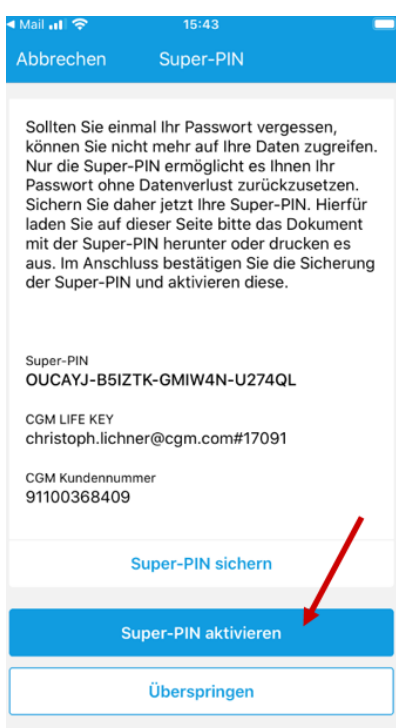 Mail 15:43
Abbrechen Super-PIN
Sollten Sie einmal Ihr Passwort vergessen,
können Sie nicht mehr auf Ihre Daten zugreifen.
Nur die Super-PIN ermöglicht es Ihnen Ihr
Passwort ohne Datenverlust zurückzusetzen.
Sichern Sie daher jetzt Ihre Super-PIN. Hierfür
laden Sie auf dieser Seite bitte das Dokument
mit der Super-PIN herunter oder drucken es
aus. Im Anschluss bestätigen Sie die Sicherung
der Super-PIN und aktivieren diese.
Super-PIN
OUCAYJ-B5IZTK-GMIW4N-U274QL
CGM LIFE KEY
christoph.lichner@cgm.com#17091
CGM Kundennummer
91100368409
Super-PIN sichern
Super-PIN aktivieren
Überspringen